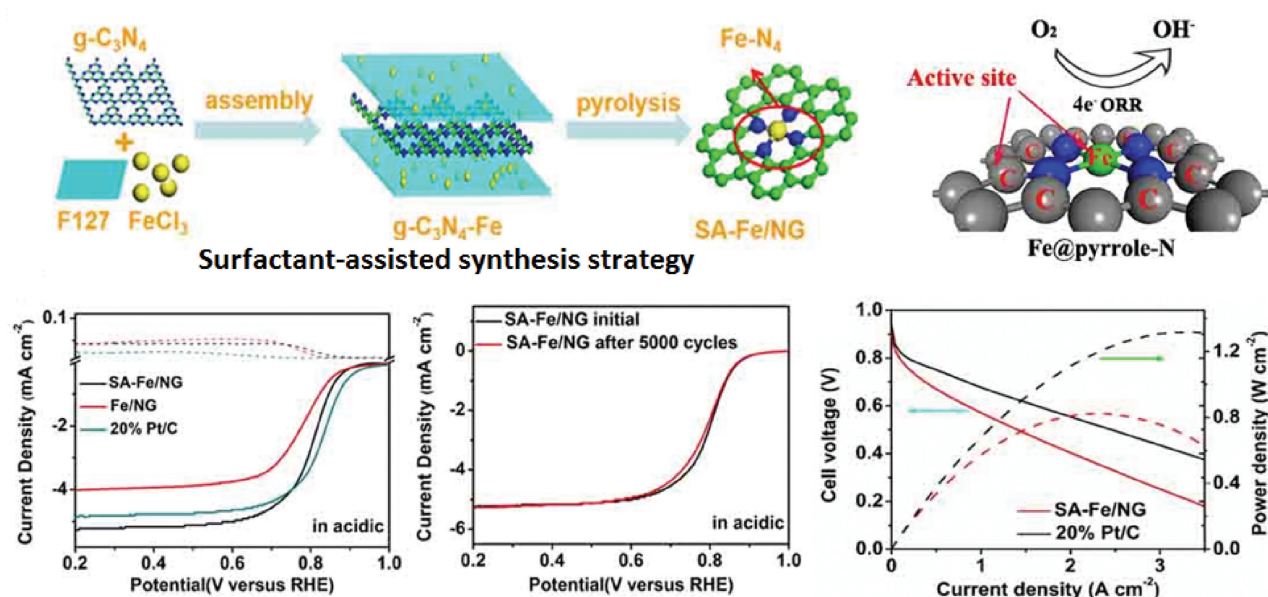 g-C₃N₄
+
F127 FeCl₃
assembly
g-C₃N₄-Fe
pyrolysis
Fe-N₄
SA-Fe/NG
Surfactant-assisted synthesis strategy
O₂ OH⁻
4e⁻ ORR
Active site
C C C Fe C C C C
Fe@pyrrole-N
0.1
-2
-4
Current Density (mA cm⁻²)
SA-Fe/NG
Fe/NG
20% Pt/C
in acidic
0.2 0.4 0.6 0.8 1.0
Potential(V versus RHE)
0
-2
-4
-6
Current Density (mA cm⁻²)
SA-Fe/NG initial
SA-Fe/NG after 5000 cycles
in acidic
0.2 0.4 0.6 0.8 1.0
Potential(V versus RHE)
1.0
0.8
0.6
0.4
0.2
0.0
Cell voltage (V)
SA-Fe/NG
20% Pt/C
1.2
0.8
0.4
0.0
Power density (W cm⁻²)
0 1 2 3
Current density (A cm⁻²)